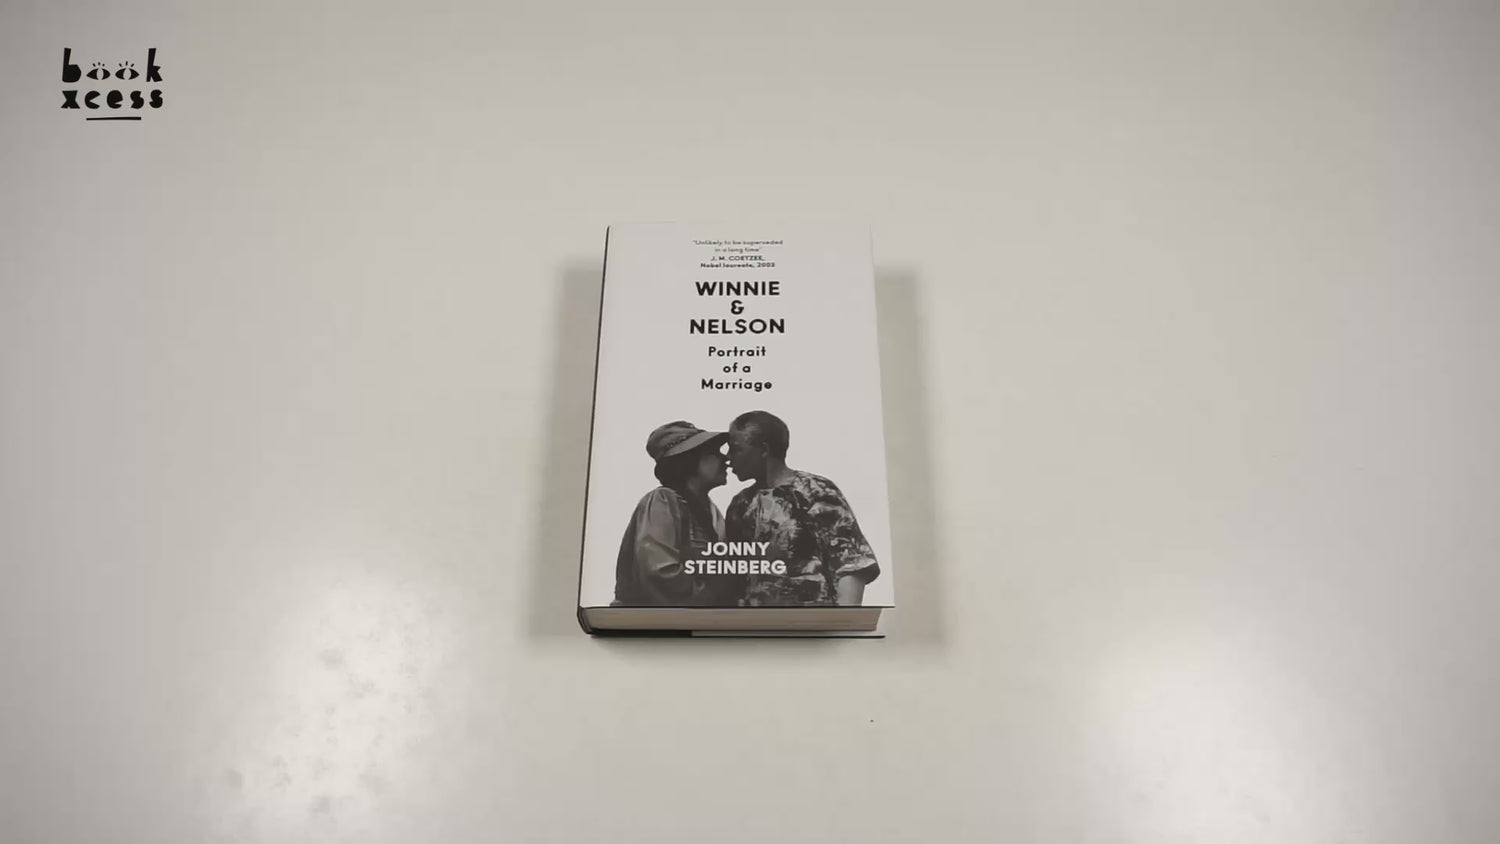 book
xcess
"Unlikely to be superseded
in a long time"
J. M. COETZEE,
Nobel laureate, 2003
WINNIE
&
NELSON
Portrait
of a
Marriage
JONNY
STEINBERG